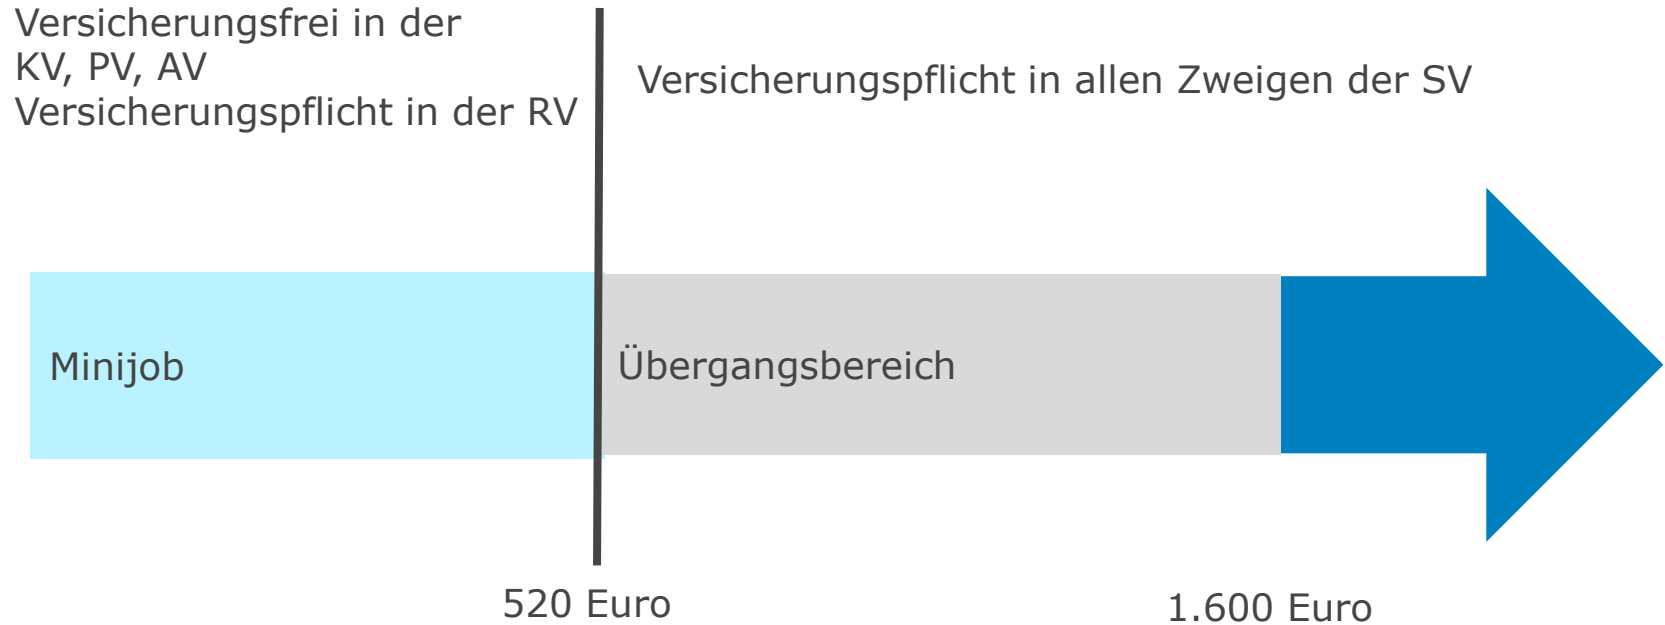 Versicherungsfrei in der
KV, PV, AV
Versicherungspflicht in der RV
Versicherungspflicht in allen Zweigen der SV
Minijob
Übergangsbereich
520 Euro
1.600 Euro